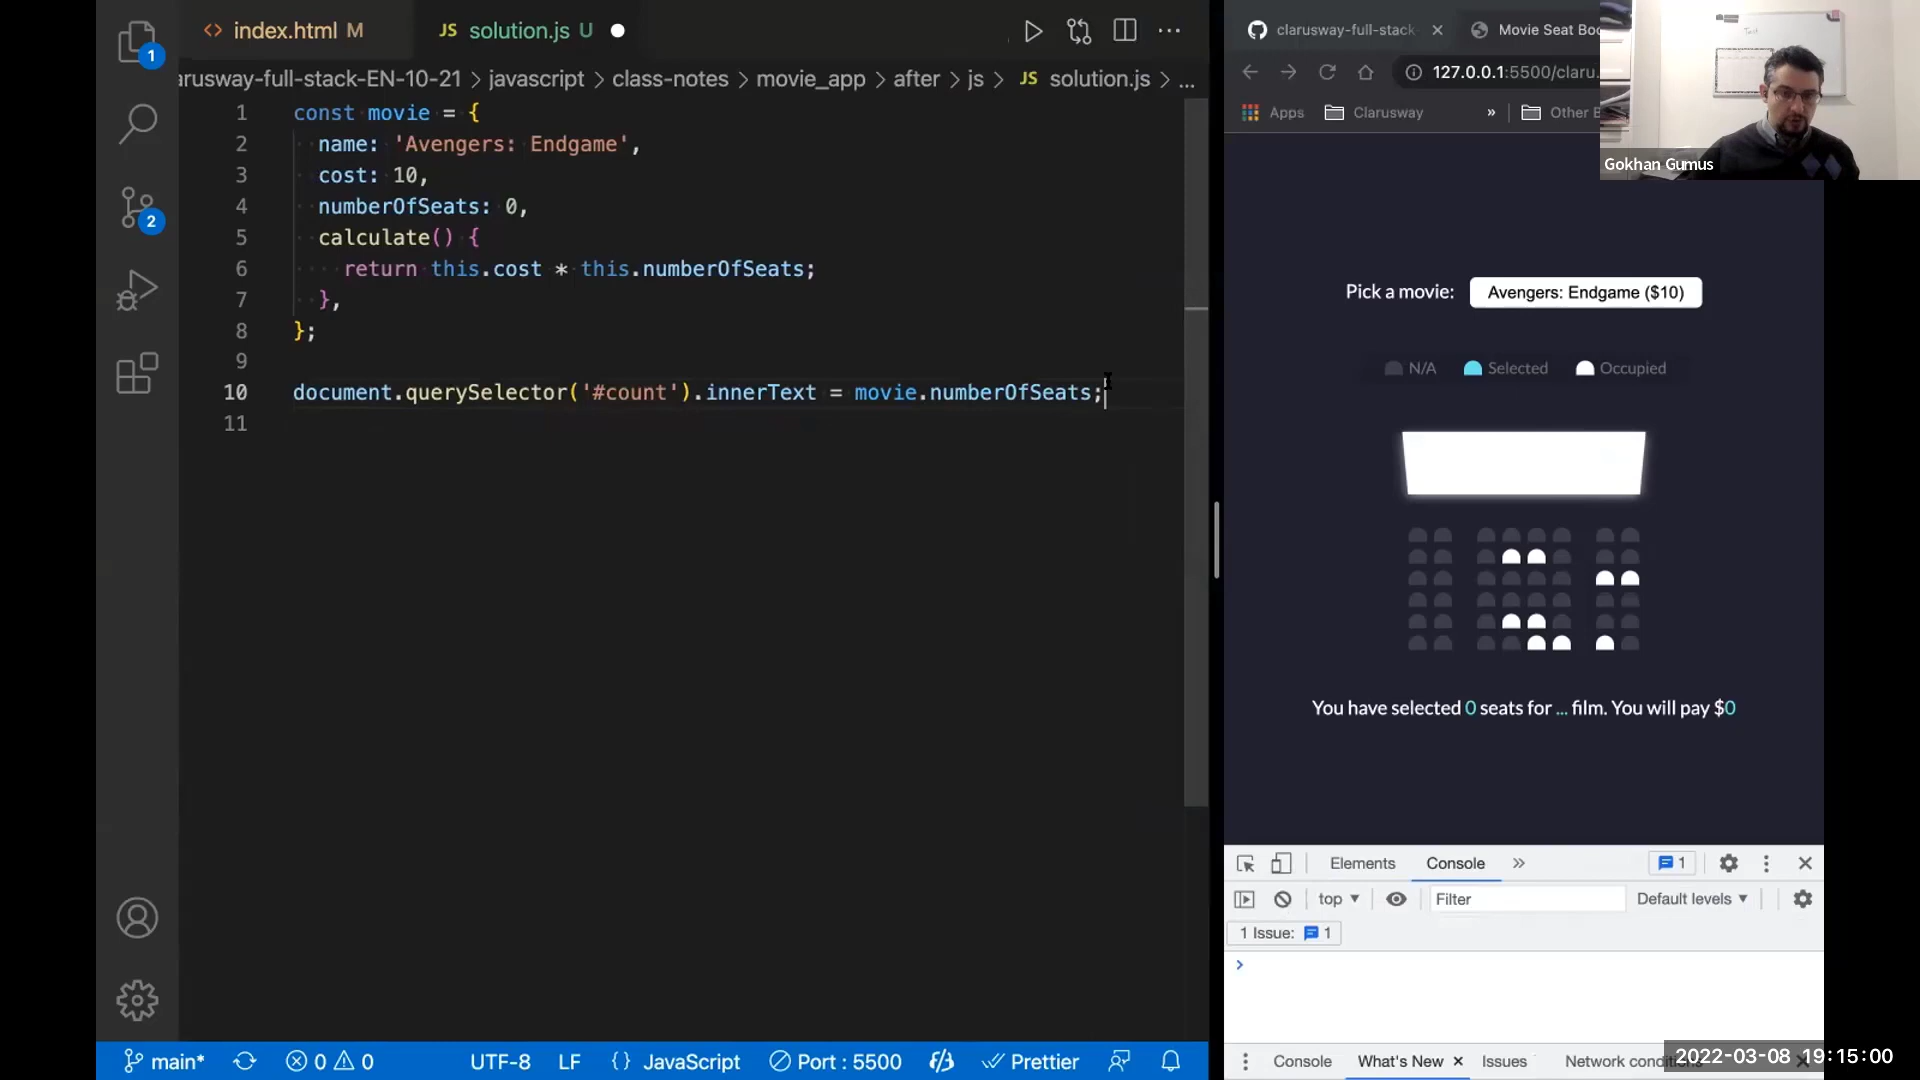 index.html M
JS solution.js U
arusway-full-stack-EN-10-21 > javascript > class-notes > movie_app > after > js > JS solution.js > ...
1 const movie = {
2 name: 'Avengers: Endgame',
3 cost: 10,
4 numberOfSeats: 0,
5 calculate() {
6 return this.cost * this.numberOfSeats;
7 },
8 };
9
10 document.querySelector('#count').innerText = movie.numberOfSeats;
11
1
2
main*
0 0
UTF-8
LF
{ } JavaScript
Port : 5500
Prettier
clarusway-full-stack
Movie Seat Boo
127.0.0.1:5500/claru
Apps
Clarusway
»
Other B
Gokhan Gumus
Pick a movie: Avengers: Endgame ($10)
N/A
Selected
Occupied
You have selected 0 seats for ... film. You will pay $0
Elements
Console
»
1
top
Filter
Default levels
1 Issue: 1
>
Console
What's New
Issues
Network condi
2022-03-08 19:15:00